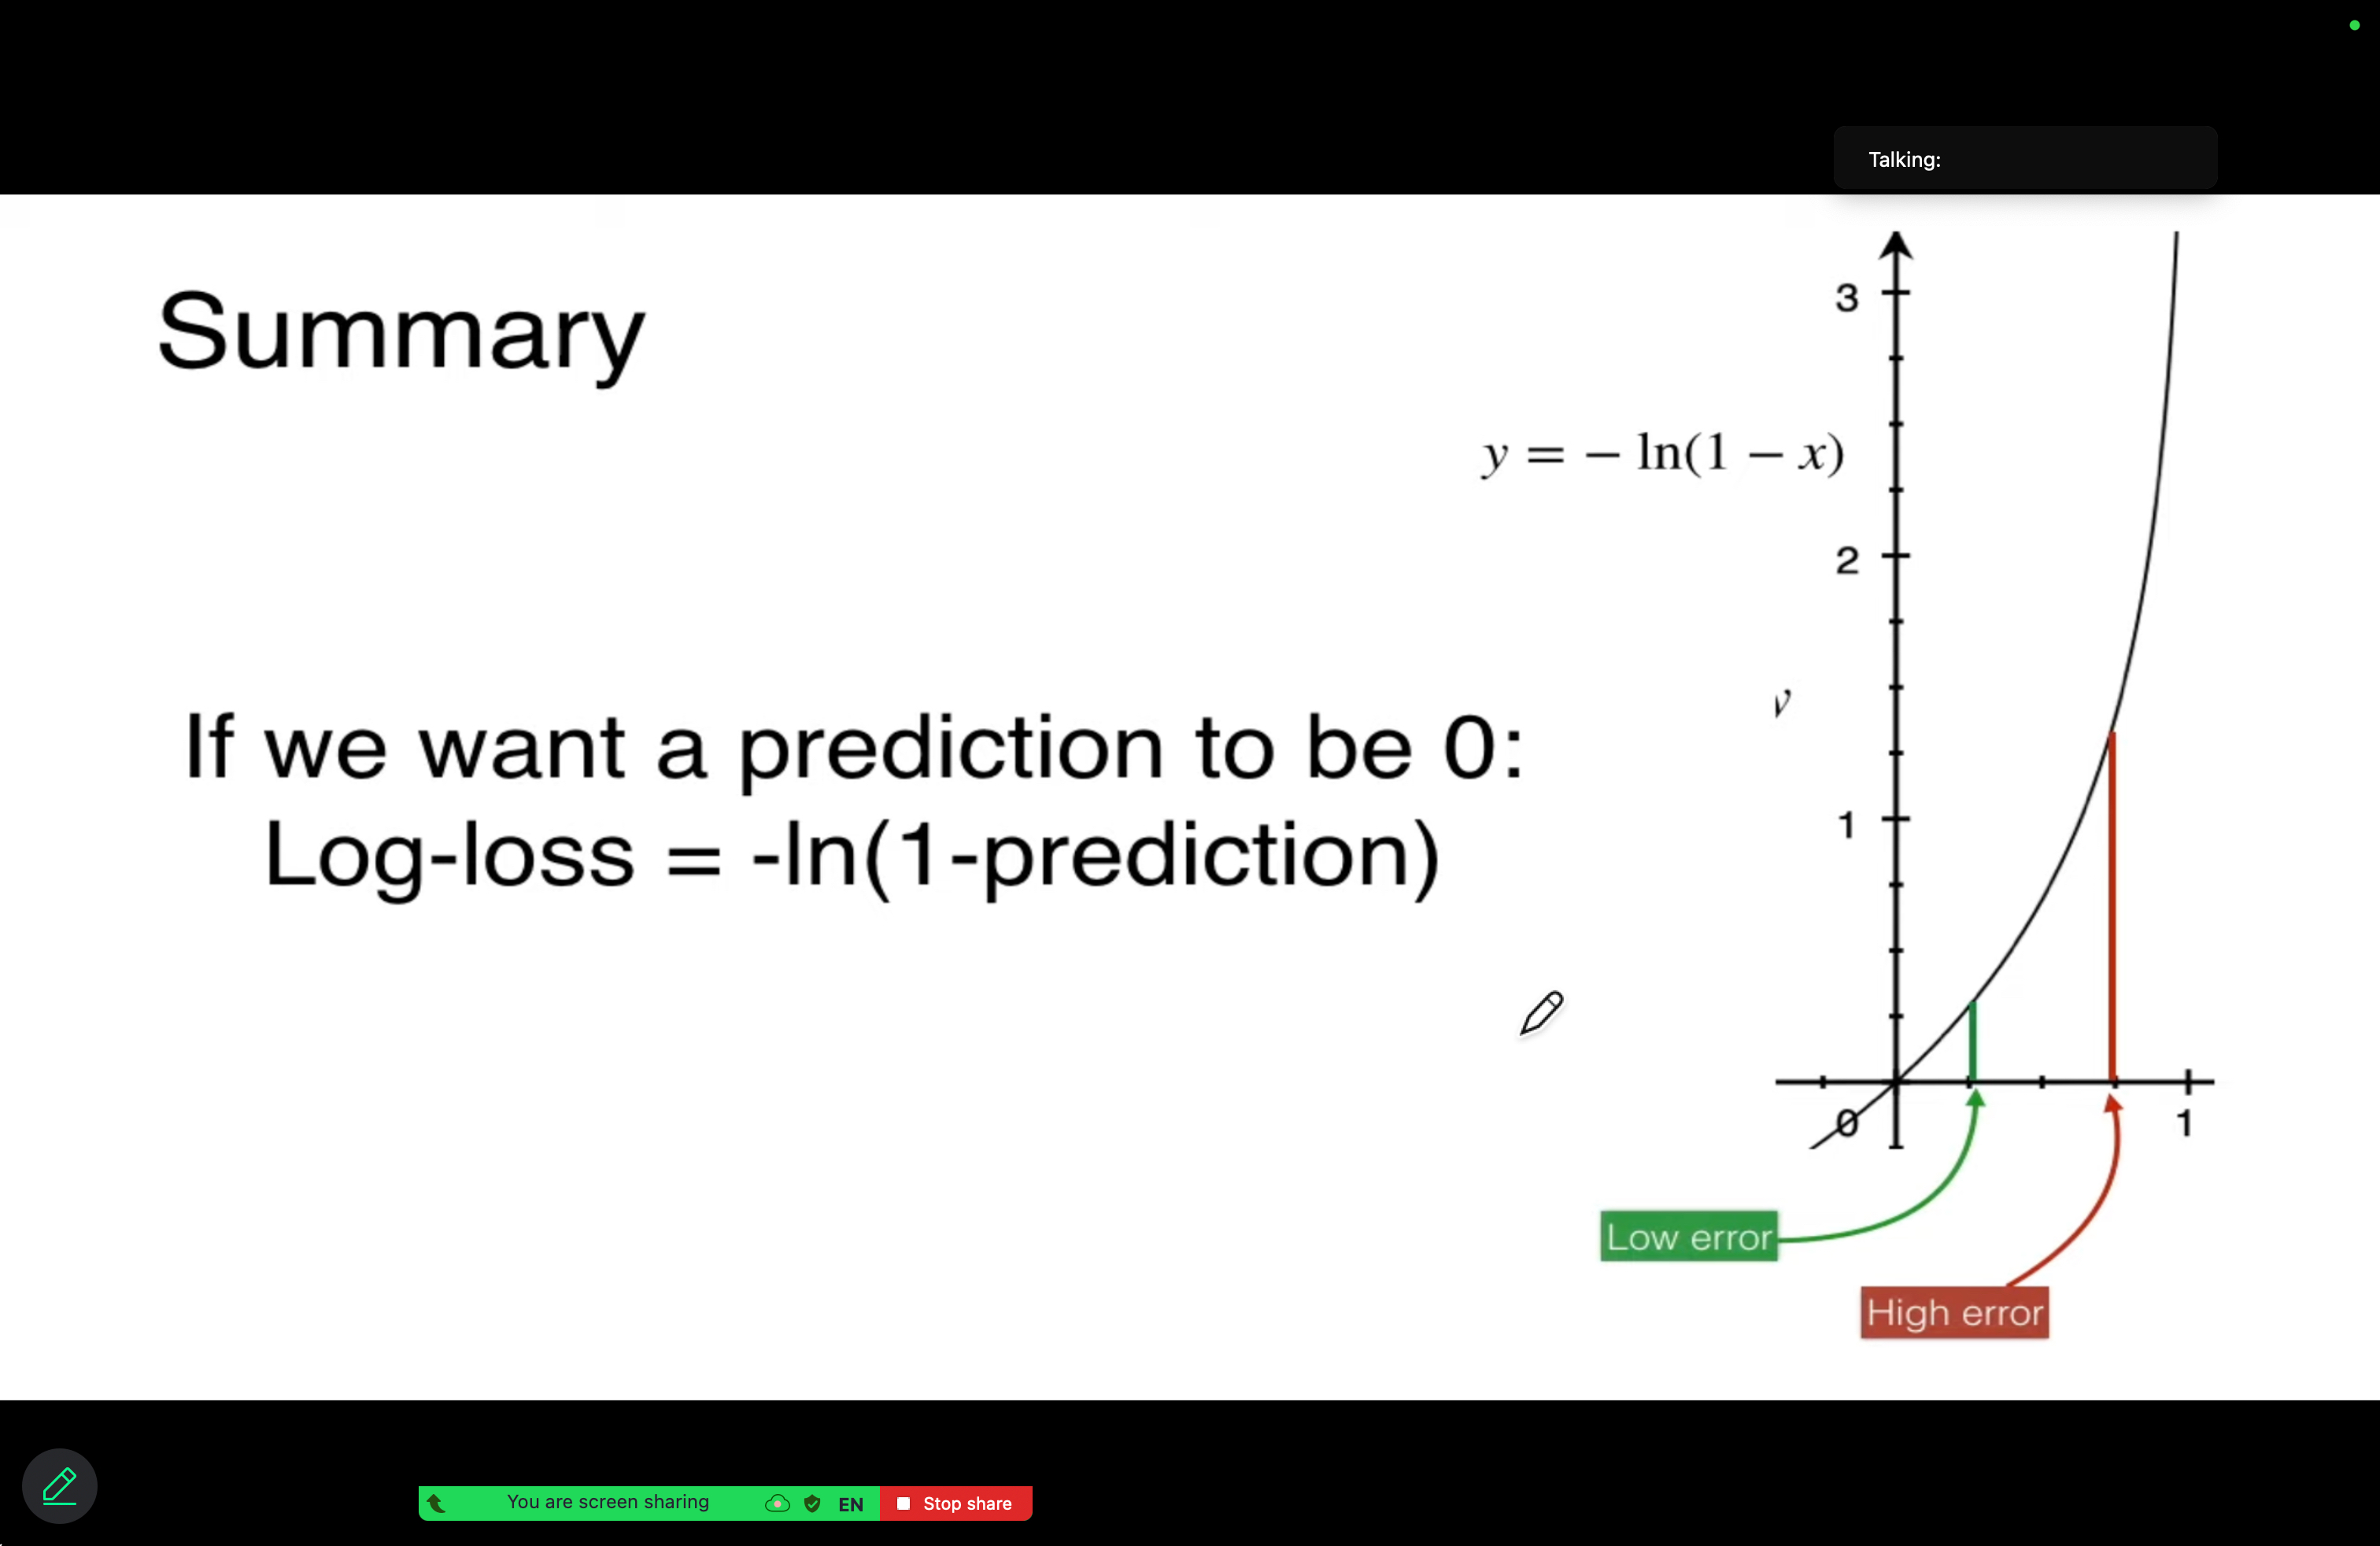 Talking:
Summary
3
y = − ln(1 − x)
2
If we want a prediction to be 0:
Log-loss = -ln(1-prediction)
1
0
1
Low error
High error
You are screen sharing
EN
Stop share